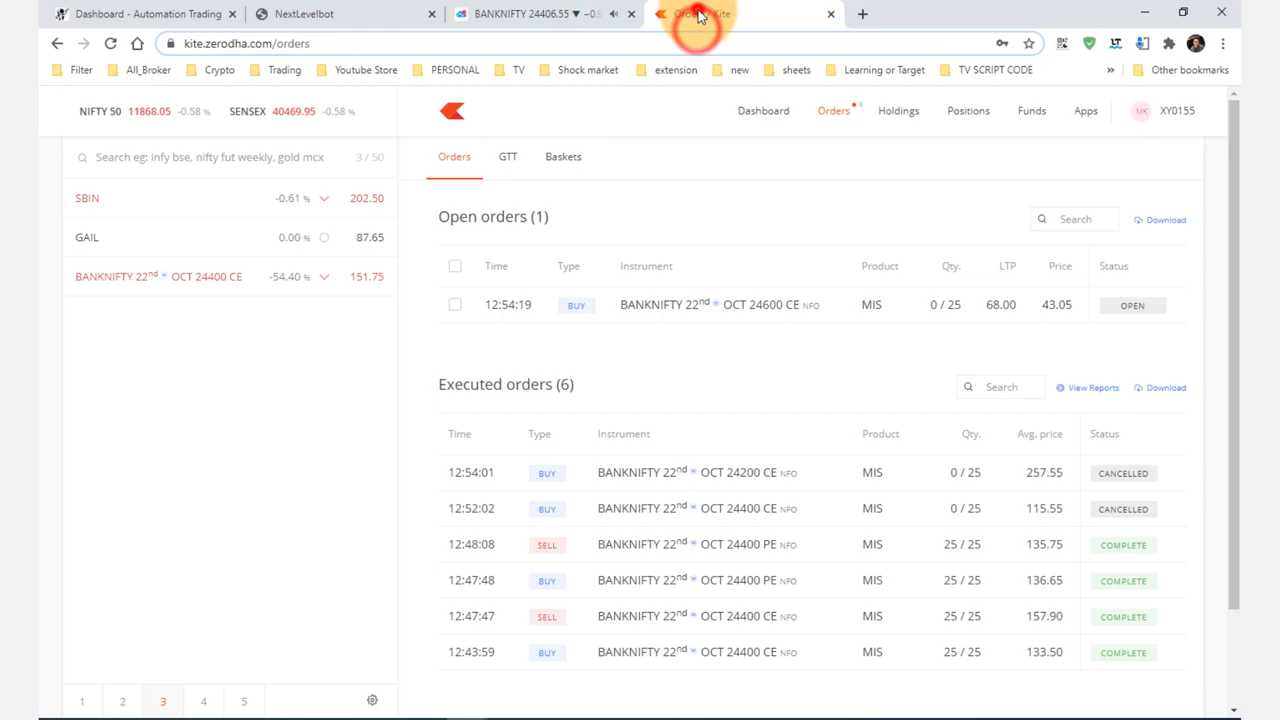 Dashboard - Automation Trading
NextLevelbot
BANKNIFTY 24406.55 ▼ −0.5
kite.zerodha.com/orders
Filter
All_Broker
Crypto
Trading
Youtube Store
PERSONAL
TV
Shock market
extension
new
sheets
Learning or Target
TV SCRIPT CODE
»
Other bookmarks
NIFTY 50 11868.05 -0.58 %
SENSEX 40469.95 -0.58 %
Dashboard
Orders
Holdings
Positions
Funds
Apps
MK
XY0155
Search eg: infy bse, nifty fut weekly, gold mcx
3 / 50
SBIN -0.61 % 202.50
GAIL 0.00 % 87.65
BANKNIFTY 22nd OCT 24400 CE -54.40 % 151.75
Orders
GTT
Baskets
Open orders (1)
Search
Download
Time Type Instrument Product Qty. LTP Price Status
12:54:19 BUY BANKNIFTY 22nd OCT 24600 CE NFO MIS 0 / 25 68.00 43.05 OPEN
Executed orders (6)
Search
View Reports
Download
Time Type Instrument Product Qty. Avg. price Status
12:54:01 BUY BANKNIFTY 22nd OCT 24200 CE NFO MIS 0 / 25 257.55 CANCELLED
12:52:02 BUY BANKNIFTY 22nd OCT 24400 CE NFO MIS 0 / 25 115.55 CANCELLED
12:48:08 SELL BANKNIFTY 22nd OCT 24400 PE NFO MIS 25 / 25 135.75 COMPLETE
12:47:48 BUY BANKNIFTY 22nd OCT 24400 PE NFO MIS 25 / 25 136.65 COMPLETE
12:47:47 SELL BANKNIFTY 22nd OCT 24400 CE NFO MIS 25 / 25 157.90 COMPLETE
12:43:59 BUY BANKNIFTY 22nd OCT 24400 CE NFO MIS 25 / 25 133.50 COMPLETE
1 2 3 4 5